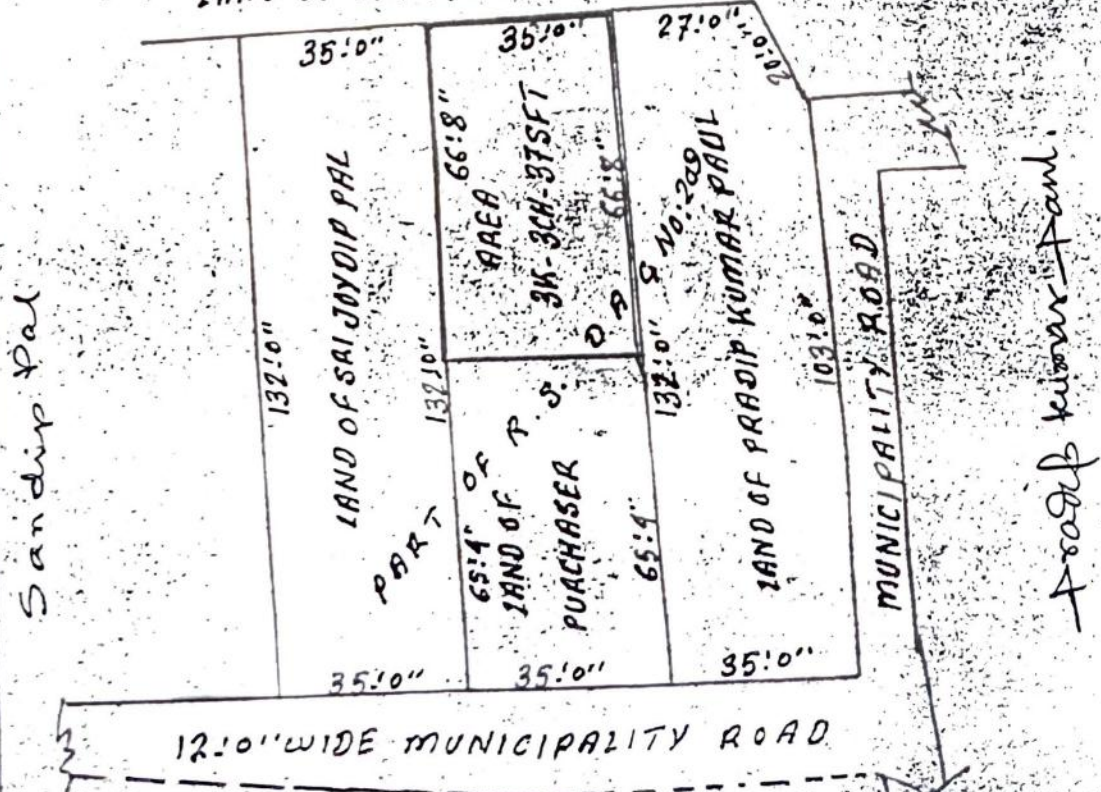 35'.0"
35'.0"
27'.0"
20'.0"
Sandip Pal
132'.0"
LAND OF SRI JOYDIP PAL
132'.0"
66'.8"
AREA
3K-3CH-37SFT
66'.8"
132'.0"
LAND OF PRADIP KUMAR PAUL
103'.0"
MUNICIPALITY ROAD
Pradip Kumar Paul.
PART OF R.S. DAG NO:209
65'.4"
LAND OF
PURCHASER
65'.4"
35'.0"
35'.0"
35'.0"
12'.0" WIDE MUNICIPALITY ROAD